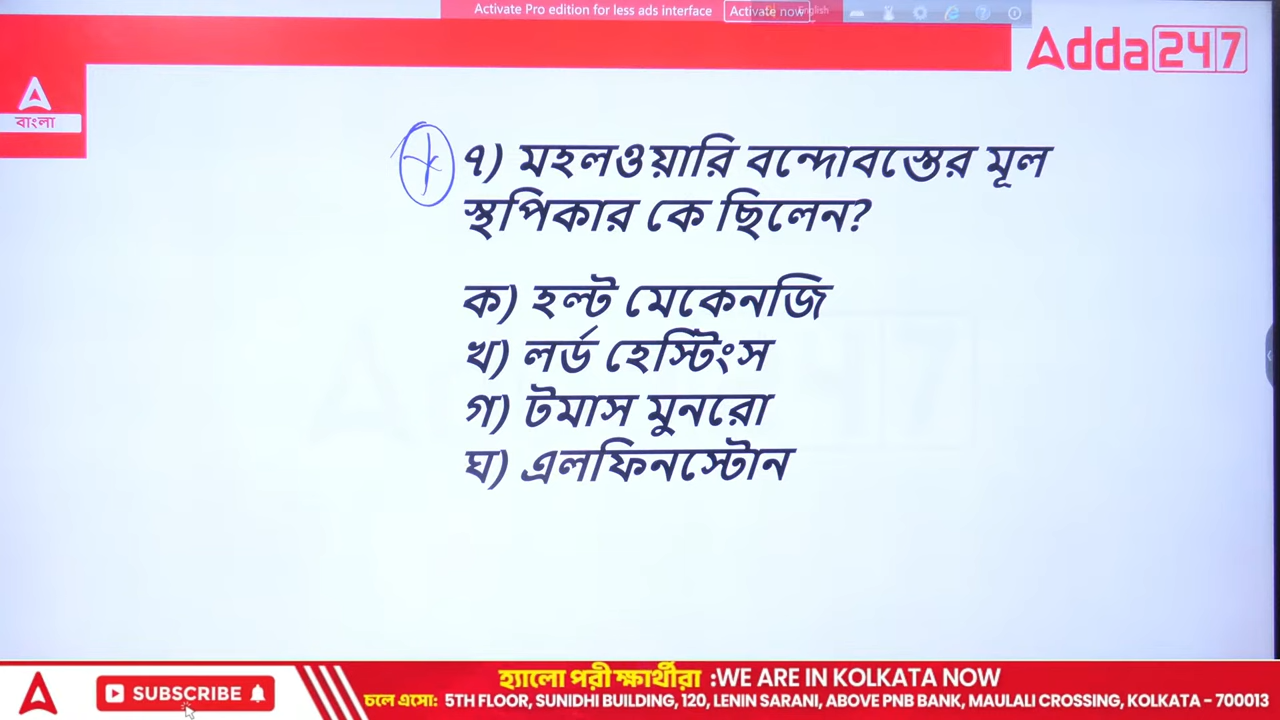 Activate Pro edition for less ads interface Activate now English
Adda247
বাংলা
৭) মহলওয়ারি বন্দোবস্তের মূল
স্থপিকার কে ছিলেন?
ক) হল্ট মেকেনজি
খ) লর্ড হেস্টিংস
গ) টমাস মুনরো
ঘ) এলফিনস্টোন
হ্যালো পরীক্ষার্থীরা :WE ARE IN KOLKATA NOW
SUBSCRIBE
চলে এসো: 5TH FLOOR, SUNIDHI BUILDING, 120, LENIN SARANI, ABOVE PNB BANK, MAULALI CROSSING, KOLKATA - 700013